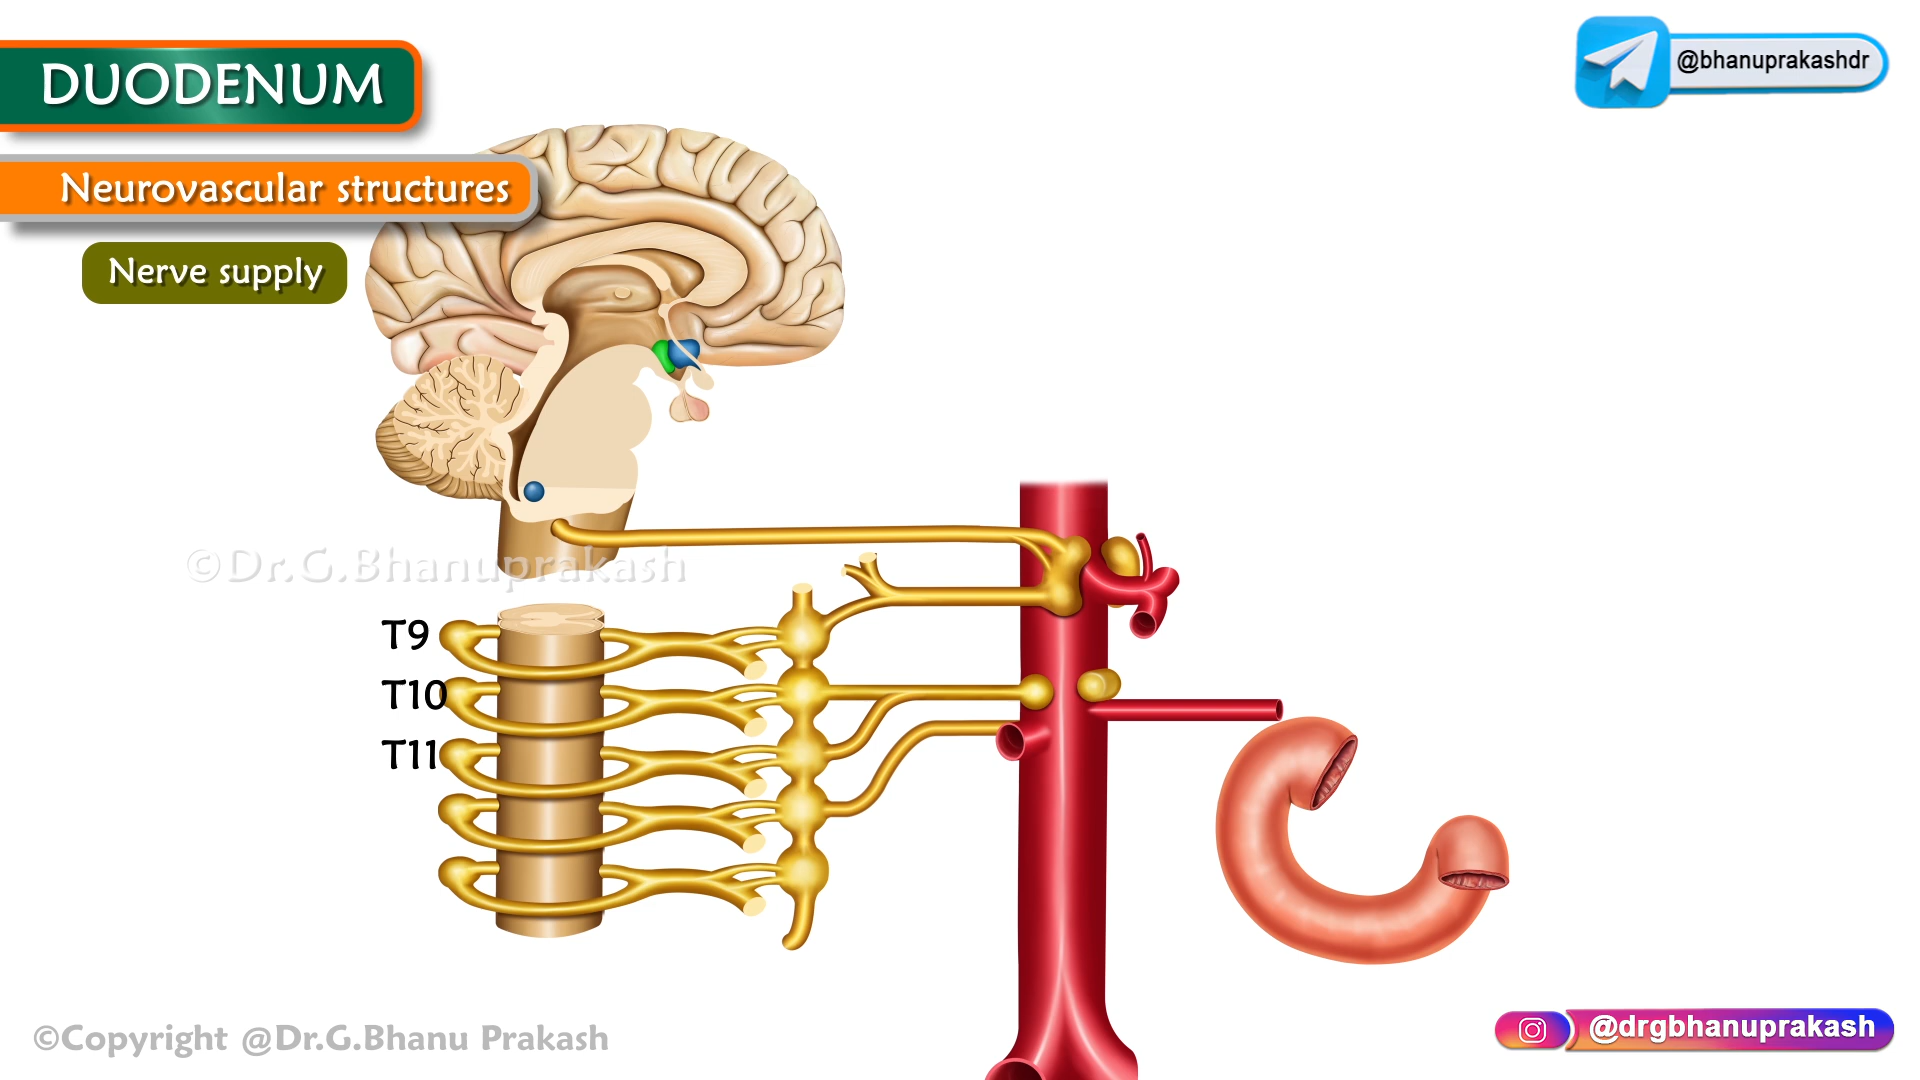 DUODENUM
@bhanuprakashdr
Neurovascular structures
Nerve supply
©Dr.G.Bhanuprakash
T9
T10
T11
©Copyright @Dr.G.Bhanu Prakash
@drgbhanuprakash